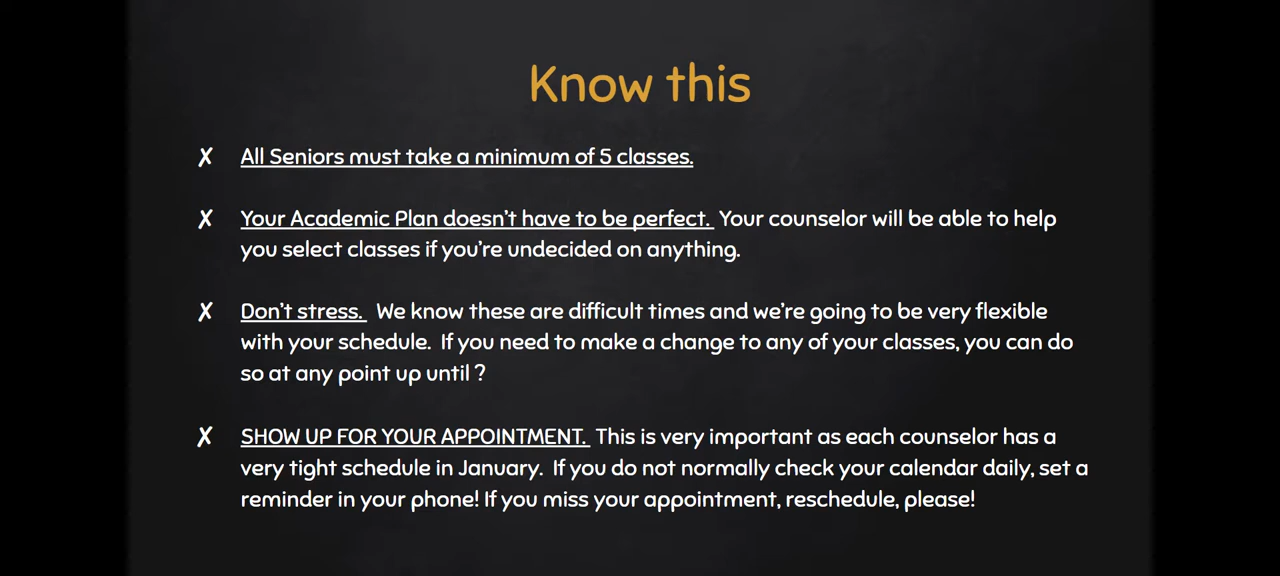 Know this
✗ All Seniors must take a minimum of 5 classes.
✗ Your Academic Plan doesn't have to be perfect. Your counselor will be able to help
you select classes if you're undecided on anything.
✗ Don't stress. We know these are difficult times and we're going to be very flexible
with your schedule. If you need to make a change to any of your classes, you can do
so at any point up until ?
✗ SHOW UP FOR YOUR APPOINTMENT. This is very important as each counselor has a
very tight schedule in January. If you do not normally check your calendar daily, set a
reminder in your phone! If you miss your appointment, reschedule, please!